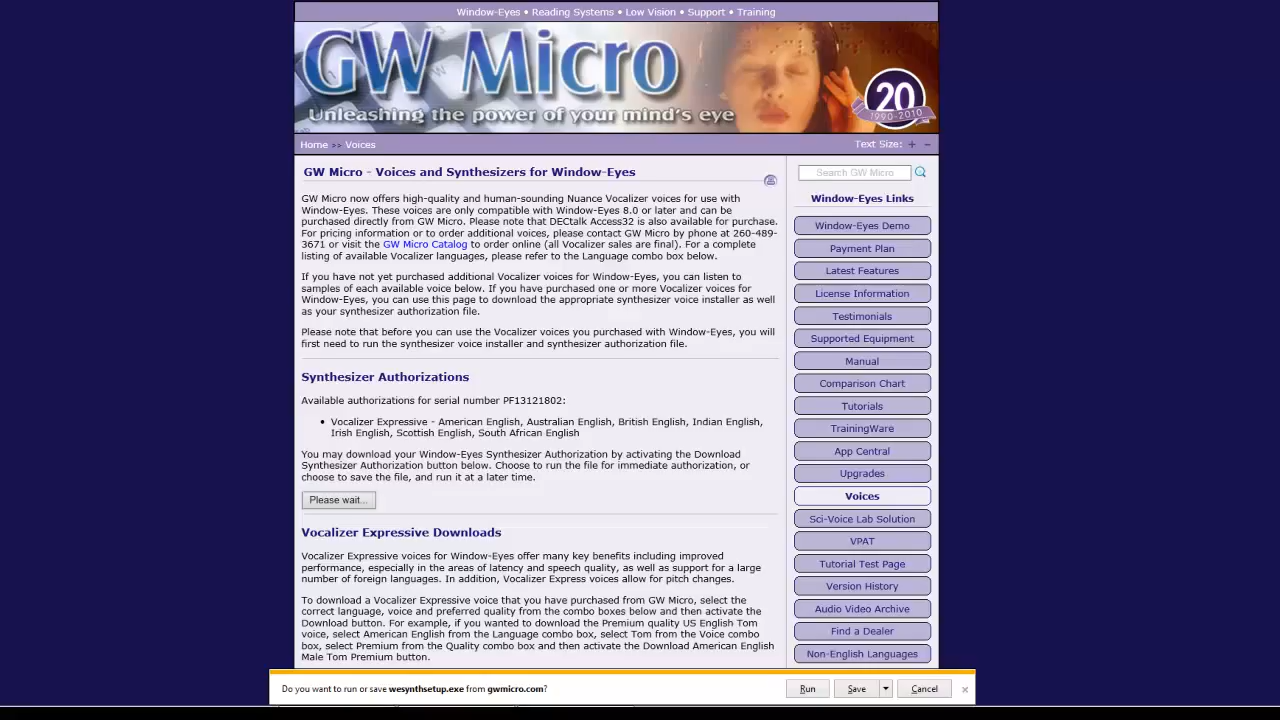 Window-Eyes • Reading Systems • Low Vision • Support • Training
GW Micro
Unleashing the power of your mind's eye
20
1990-2010
Home >> Voices
Text Size: + −
GW Micro - Voices and Synthesizers for Window-Eyes
GW Micro now offers high-quality and human-sounding Nuance Vocalizer voices for use with
Window-Eyes. These voices are only compatible with Window-Eyes 8.0 or later and can be
purchased directly from GW Micro. Please note that DECtalk Access32 is also available for purchase.
For pricing information or to order additional voices, please contact GW Micro by phone at 260-489-
3671 or visit the GW Micro Catalog to order online (all Vocalizer sales are final). For a complete
listing of available Vocalizer languages, please refer to the Language combo box below.
If you have not yet purchased additional Vocalizer voices for Window-Eyes, you can listen to
samples of each available voice below. If you have purchased one or more Vocalizer voices for
Window-Eyes, you can use this page to download the appropriate synthesizer voice installer as well
as your synthesizer authorization file.
Please note that before you can use the Vocalizer voices you purchased with Window-Eyes, you will
first need to run the synthesizer voice installer and synthesizer authorization file.
Synthesizer Authorizations
Available authorizations for serial number PF13121802:
• Vocalizer Expressive - American English, Australian English, British English, Indian English,
Irish English, Scottish English, South African English
You may download your Window-Eyes Synthesizer Authorization by activating the Download
Synthesizer Authorization button below. Choose to run the file for immediate authorization, or
choose to save the file, and run it at a later time.
Please wait...
Vocalizer Expressive Downloads
Vocalizer Expressive voices for Window-Eyes offer many key benefits including improved
performance, especially in the areas of latency and speech quality, as well as support for a large
number of foreign languages. In addition, Vocalizer Express voices allow for pitch changes.
To download a Vocalizer Expressive voice that you have purchased from GW Micro, select the
correct language, voice and preferred quality from the combo boxes below and then activate the
Download button. For example, if you wanted to download the Premium quality US English Tom
voice, select American English from the Language combo box, select Tom from the Voice combo
box, select Premium from the Quality combo box and then activate the Download American English
Male Tom Premium button.
Search GW Micro
Window-Eyes Links
Window-Eyes Demo
Payment Plan
Latest Features
License Information
Testimonials
Supported Equipment
Manual
Comparison Chart
Tutorials
TrainingWare
App Central
Upgrades
Voices
Sci-Voice Lab Solution
VPAT
Tutorial Test Page
Version History
Audio Video Archive
Find a Dealer
Non-English Languages
Do you want to run or save wesynthsetup.exe from gwmicro.com?
Run
Save
Cancel
×